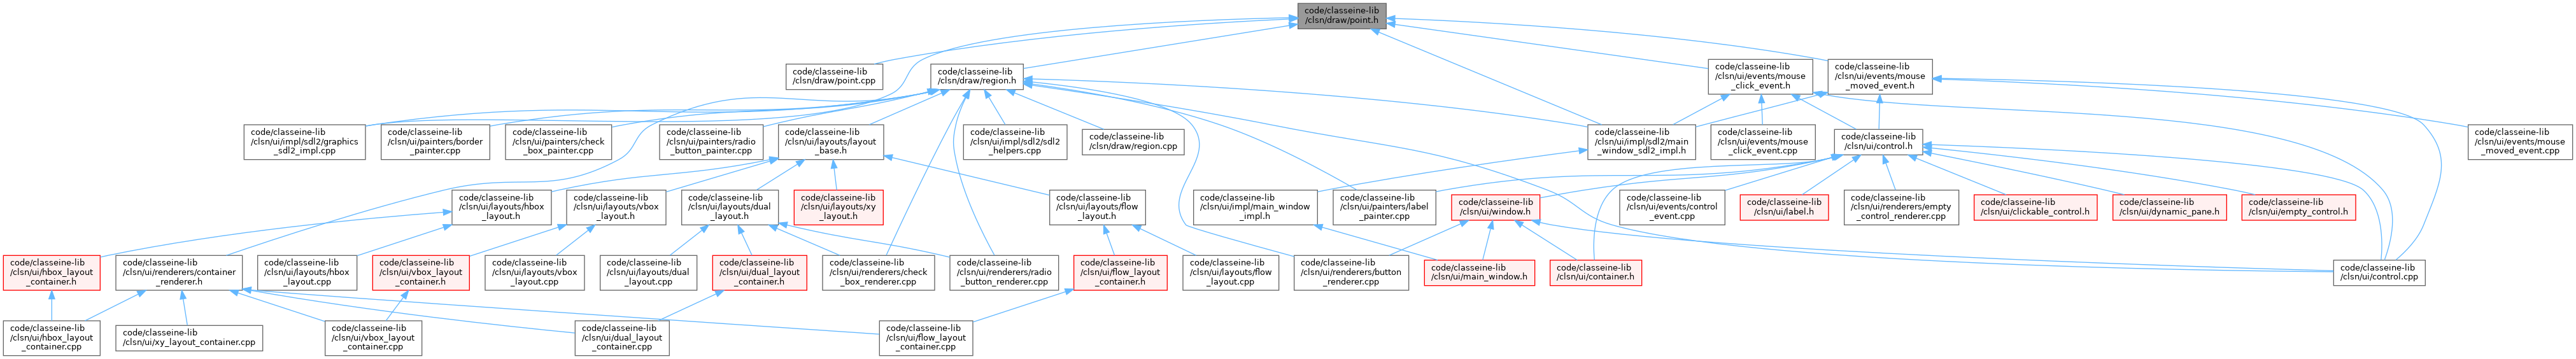 code/classeine-lib
/clsn/draw/point.h
code/classeine-lib
/clsn/draw/point.cpp
code/classeine-lib
/clsn/draw/region.h
code/classeine-lib
/clsn/ui/events/mouse
_click_event.h
code/classeine-lib
/clsn/ui/events/mouse
_moved_event.h
code/classeine-lib
/clsn/ui/impl/sdl2/graphics
_sdl2_impl.cpp
code/classeine-lib
/clsn/ui/painters/border
_painter.cpp
code/classeine-lib
/clsn/ui/painters/check
_box_painter.cpp
code/classeine-lib
/clsn/ui/painters/radio
_button_painter.cpp
code/classeine-lib
/clsn/ui/layouts/layout
_base.h
code/classeine-lib
/clsn/ui/impl/sdl2/sdl2
_helpers.cpp
code/classeine-lib
/clsn/draw/region.cpp
code/classeine-lib
/clsn/ui/impl/sdl2/main
_window_sdl2_impl.h
code/classeine-lib
/clsn/ui/events/mouse
_click_event.cpp
code/classeine-lib
/clsn/ui/control.h
code/classeine-lib
/clsn/ui/events/mouse
_moved_event.cpp
code/classeine-lib
/clsn/ui/layouts/hbox
_layout.h
code/classeine-lib
/clsn/ui/layouts/vbox
_layout.h
code/classeine-lib
/clsn/ui/layouts/dual
_layout.h
code/classeine-lib
/clsn/ui/layouts/xy
_layout.h
code/classeine-lib
/clsn/ui/layouts/flow
_layout.h
code/classeine-lib
/clsn/ui/impl/main_window
_impl.h
code/classeine-lib
/clsn/ui/painters/label
_painter.cpp
code/classeine-lib
/clsn/ui/window.h
code/classeine-lib
/clsn/ui/events/control
_event.cpp
code/classeine-lib
/clsn/ui/label.h
code/classeine-lib
/clsn/ui/renderers/empty
_control_renderer.cpp
code/classeine-lib
/clsn/ui/clickable_control.h
code/classeine-lib
/clsn/ui/dynamic_pane.h
code/classeine-lib
/clsn/ui/empty_control.h
code/classeine-lib
/clsn/ui/hbox_layout
_container.h
code/classeine-lib
/clsn/ui/renderers/container
_renderer.h
code/classeine-lib
/clsn/ui/layouts/hbox
_layout.cpp
code/classeine-lib
/clsn/ui/vbox_layout
_container.h
code/classeine-lib
/clsn/ui/layouts/vbox
_layout.cpp
code/classeine-lib
/clsn/ui/layouts/dual
_layout.cpp
code/classeine-lib
/clsn/ui/dual_layout
_container.h
code/classeine-lib
/clsn/ui/renderers/check
_box_renderer.cpp
code/classeine-lib
/clsn/ui/renderers/radio
_button_renderer.cpp
code/classeine-lib
/clsn/ui/flow_layout
_container.h
code/classeine-lib
/clsn/ui/layouts/flow
_layout.cpp
code/classeine-lib
/clsn/ui/renderers/button
_renderer.cpp
code/classeine-lib
/clsn/ui/main_window.h
code/classeine-lib
/clsn/ui/container.h
code/classeine-lib
/clsn/ui/control.cpp
code/classeine-lib
/clsn/ui/hbox_layout
_container.cpp
code/classeine-lib
/clsn/ui/xy_layout_container.cpp
code/classeine-lib
/clsn/ui/vbox_layout
_container.cpp
code/classeine-lib
/clsn/ui/dual_layout
_container.cpp
code/classeine-lib
/clsn/ui/flow_layout
_container.cpp